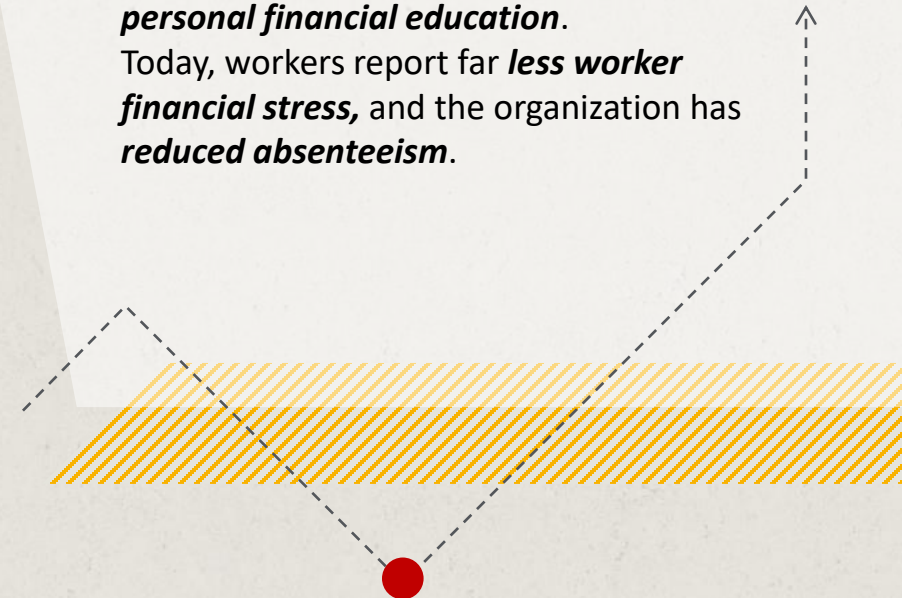 personal financial education.
Today, workers report far less worker
financial stress, and the organization has
reduced absenteeism.